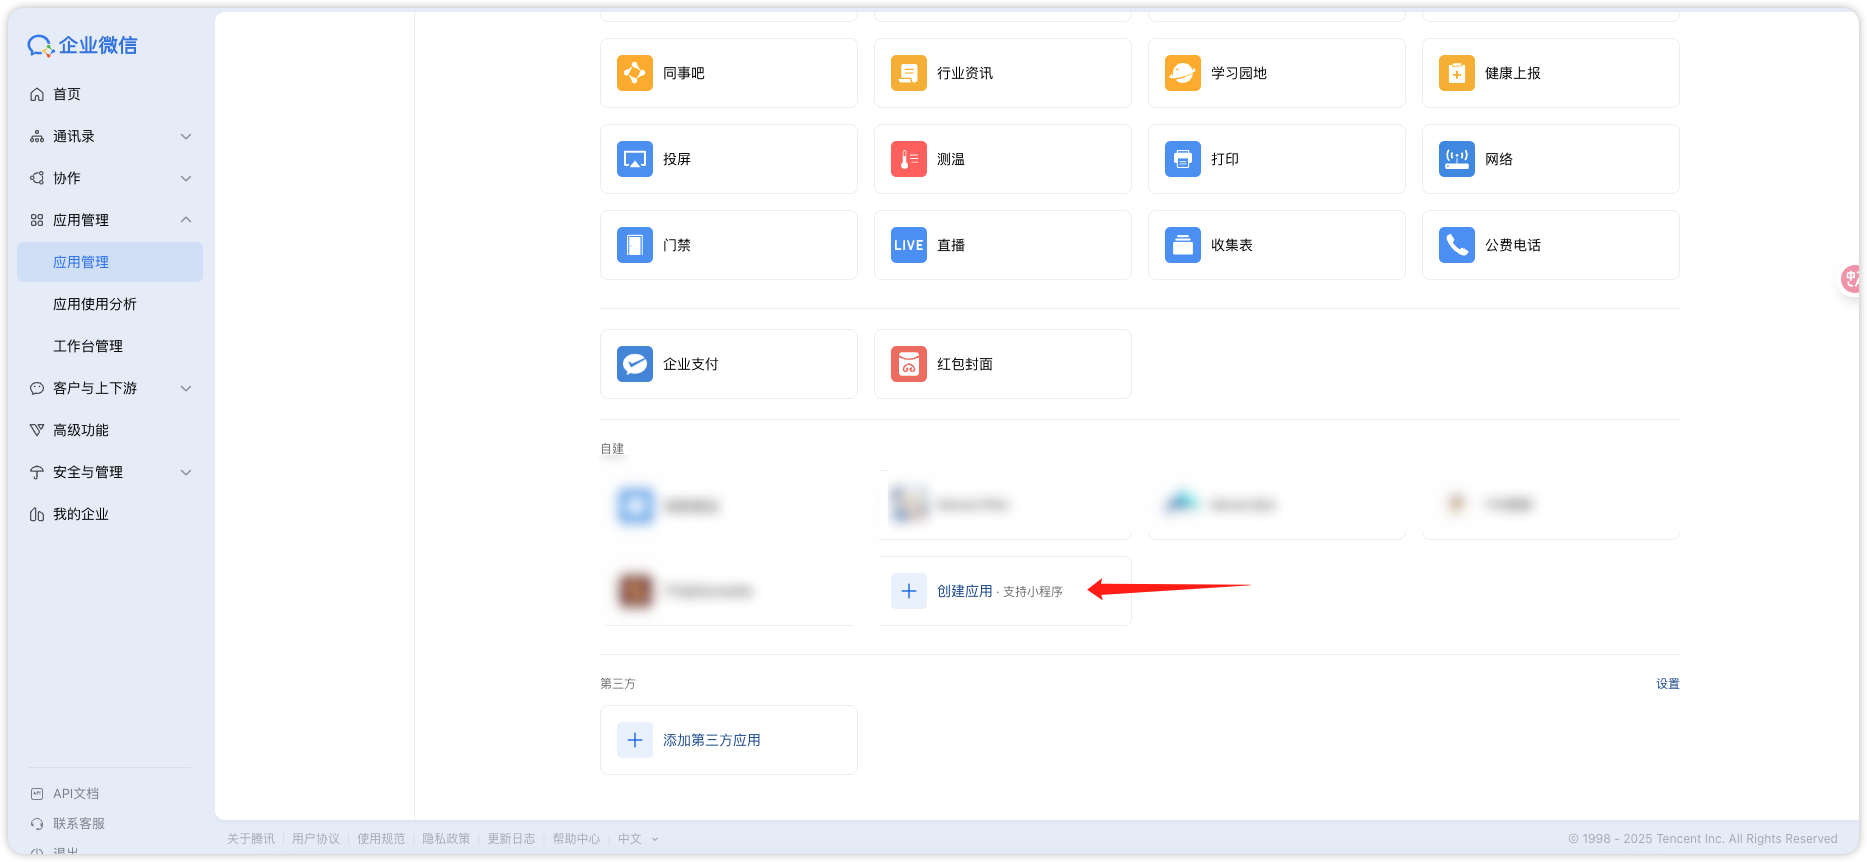 企业微信
首页
通讯录
协作
应用管理
应用管理
应用使用分析
工作台管理
客户与上下游
高级功能
安全与管理
我的企业
API文档
联系客服
退出
同事吧
行业资讯
学习园地
健康上报
投屏
测温
打印
网络
门禁
LIVE
直播
收集表
公费电话
企业支付
红包封面
自建
创建应用 · 支持小程序
第三方
设置
添加第三方应用
中
关于腾讯 用户协议 使用规范 隐私政策 更新日志 帮助中心 中文
© 1998 - 2025 Tencent Inc. All Rights Reserved